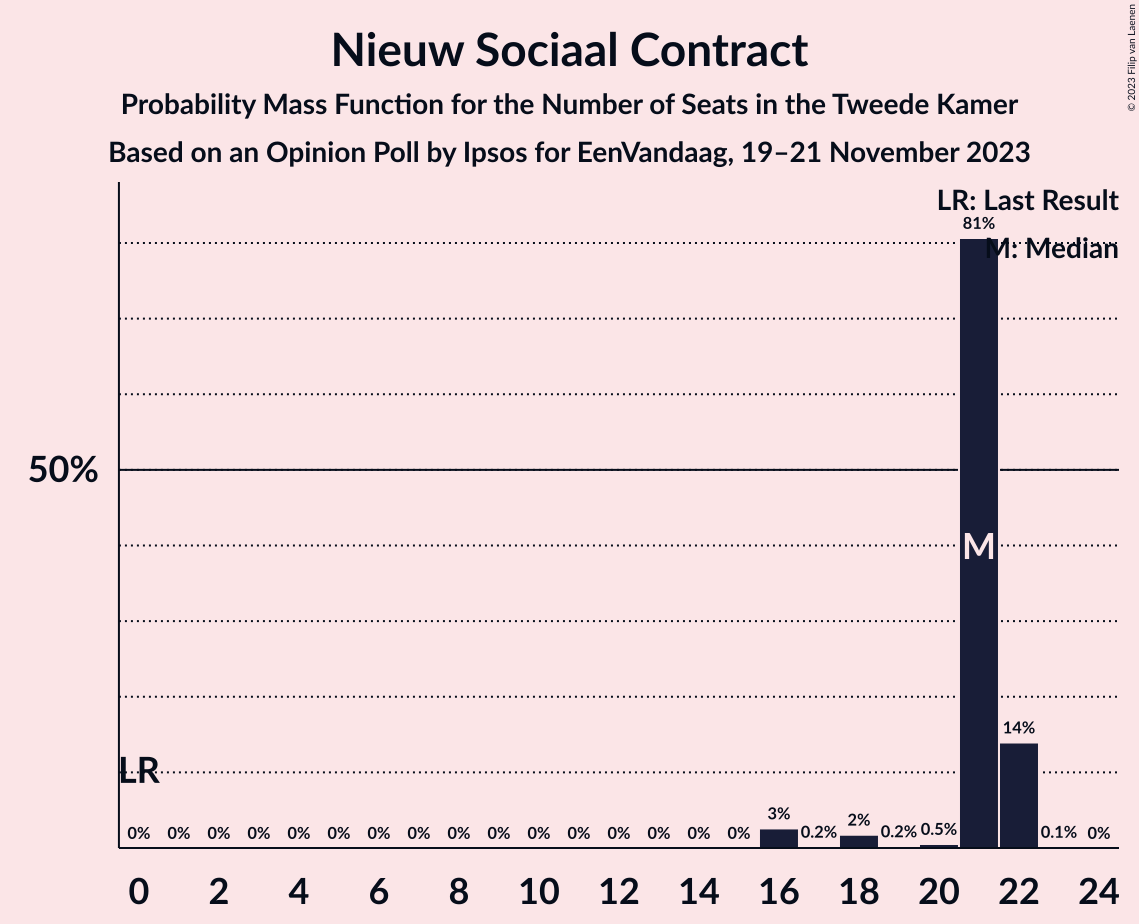 Nieuw Sociaal Contract
Probability Mass Function for the Number of Seats in the Tweede Kamer
Based on an Opinion Poll by Ipsos for EenVandaag, 19–21 November 2023
© 2023 Filip van Laenen
LR: Last Result
M: Median
81%
50%
M
14%
LR
0% 0% 0% 0% 0% 0% 0% 0% 0% 0% 0% 0% 0% 0% 0% 0% 3% 0.2% 2% 0.2% 0.5% 0.1% 0%
0 2 4 6 8 10 12 14 16 18 20 22 24